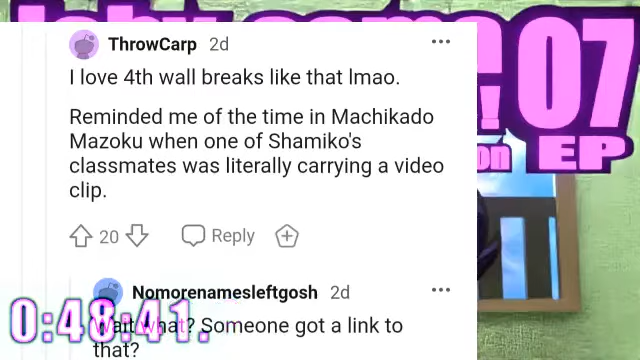 07
EP
ThrowCarp 2d
I love 4th wall breaks like that lmao.
Reminded me of the time in Machikado
Mazoku when one of Shamiko's
classmates was literally carrying a video
clip.
20 Reply
Nomorenamesleftgosh 2d
Wait what? Someone got a link to
that?
0:48:41.